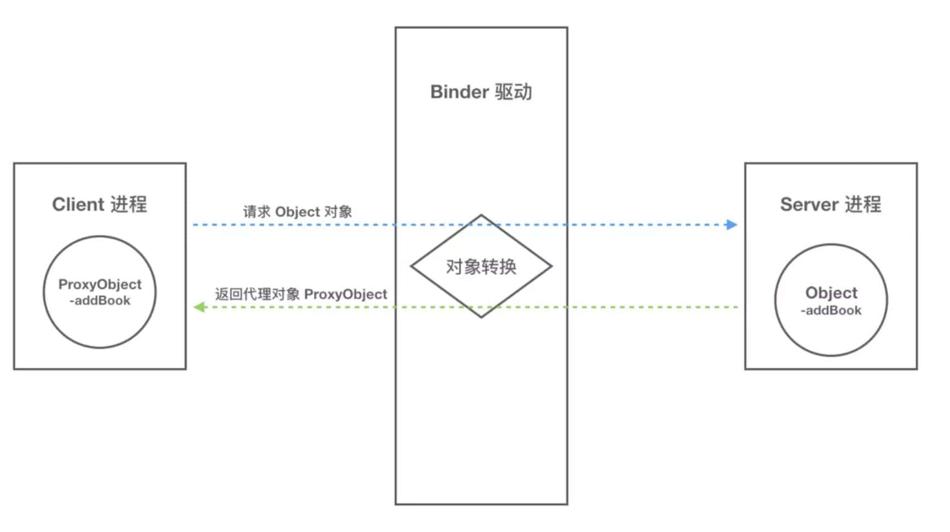 Binder 驱动
Client 进程
请求 Object 对象
Server 进程
对象转换
ProxyObject
-addBook
返回代理对象 ProxyObject
Object
-addBook